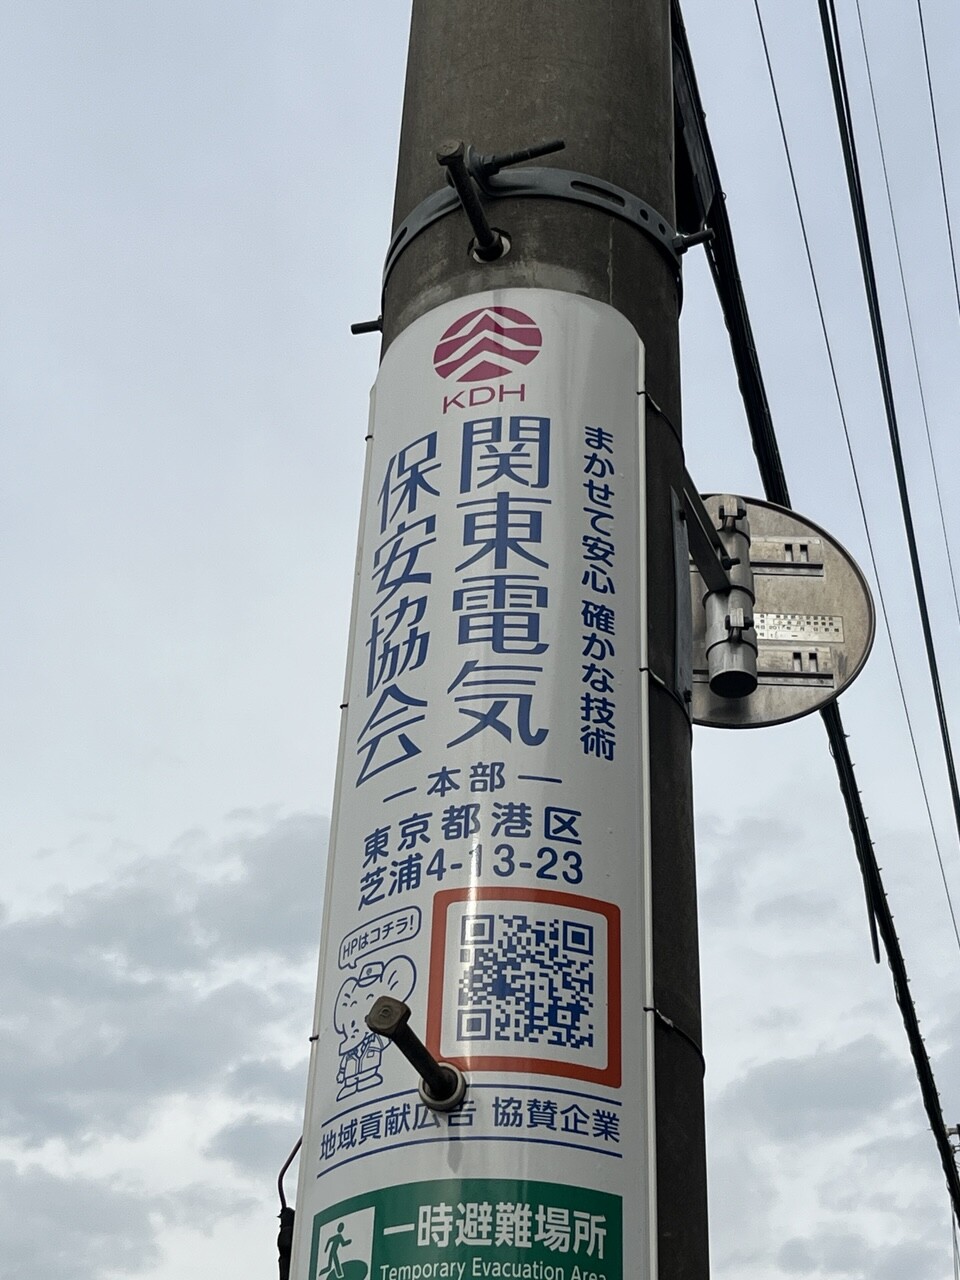 KDH
まかせて安心 確かな技術
関東電気
保安協会
本部
東京都港区
芝浦4-13-23
HPはコチラ!
地域貢献広告 協賛企業
一時避難場所
Temporary Evacuation Area